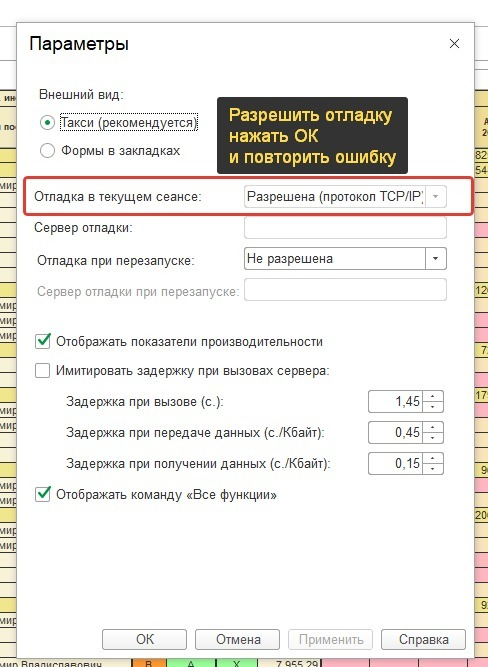 Параметры
Внешний вид:
Такси (рекомендуется)
Формы в закладках
Разрешить отладку
нажать ОК
и повторить ошибку
Отладка в текущем сеансе: Разрешена (протокол TCP/IP)
Сервер отладки:
Отладка при перезапуске: Не разрешена
Сервер отладки при перезапуске:
Отображать показатели производительности
Имитировать задержку при вызовах сервера:
Задержка при вызове (с.): 1,45
Задержка при передаче данных (с./Кбайт): 0,45
Задержка при получении данных (с./Кбайт): 0,15
Отображать команду «Все функции»
ОК Отмена Применить Справка
мир Владиславович В А Х 7 955,29